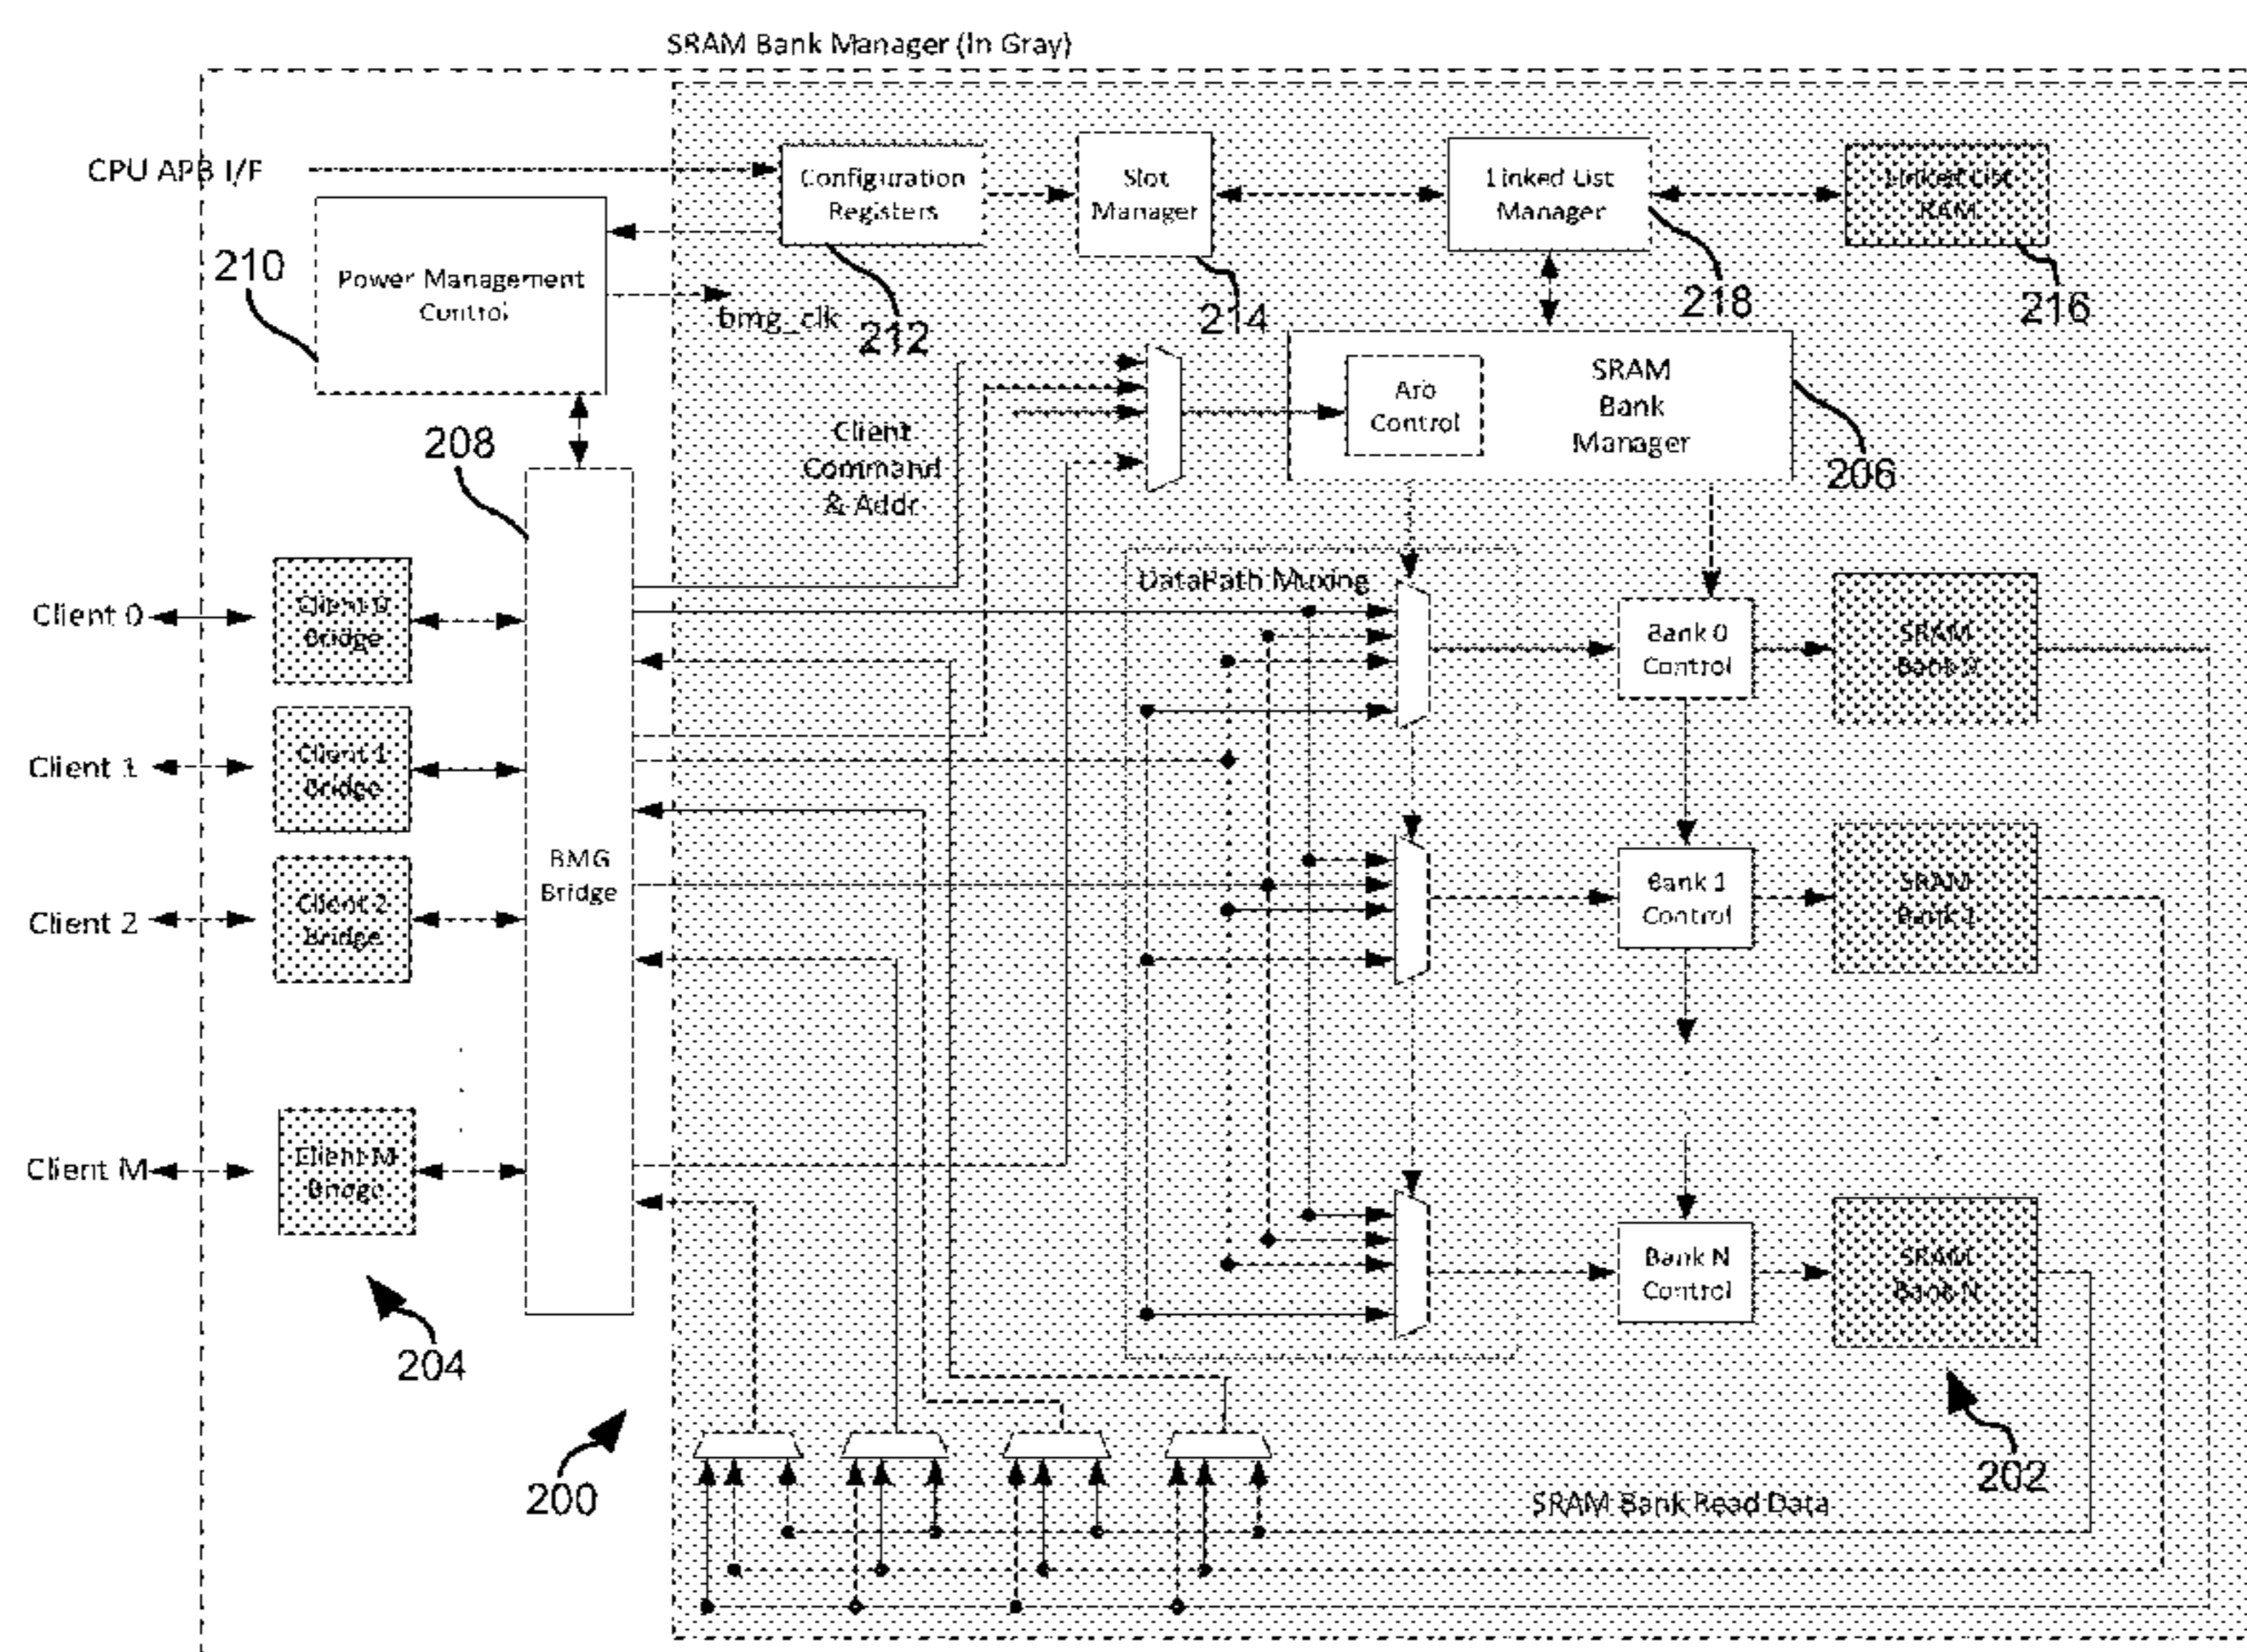 SRAM Bank Manager (In Gray)
CPU APB I/F
Configuration
Registers
Slot
Manager
Linked List
Manager
Linked List
RAM
210
Power Management
Control
bmg_clk
212
214
218
216
208
Client
Command
& Addr
Arb
Control
SRAM
Bank
Manager
206
DataPath Muxing
Client 0
Client 0
Bridge
Bank 0
Control
SRAM
Bank 0
Client 1
Client 1
Bridge
BMG
Bridge
Bank 1
Control
SRAM
Bank 1
Client 2
Client 2
Bridge
Client M
Client M
Bridge
Bank N
Control
SRAM
Bank N
204
200
202
SRAM Bank Read Data